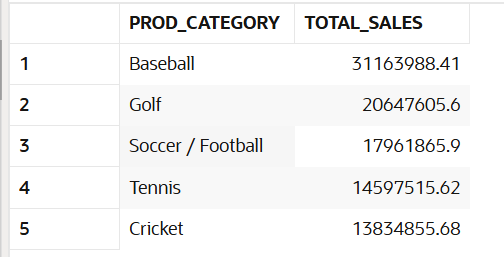 PROD_CATEGORY TOTAL_SALES
1 Baseball 31163988.41
2 Golf 20647605.6
3 Soccer / Football 17961865.9
4 Tennis 14597515.62
5 Cricket 13834855.68